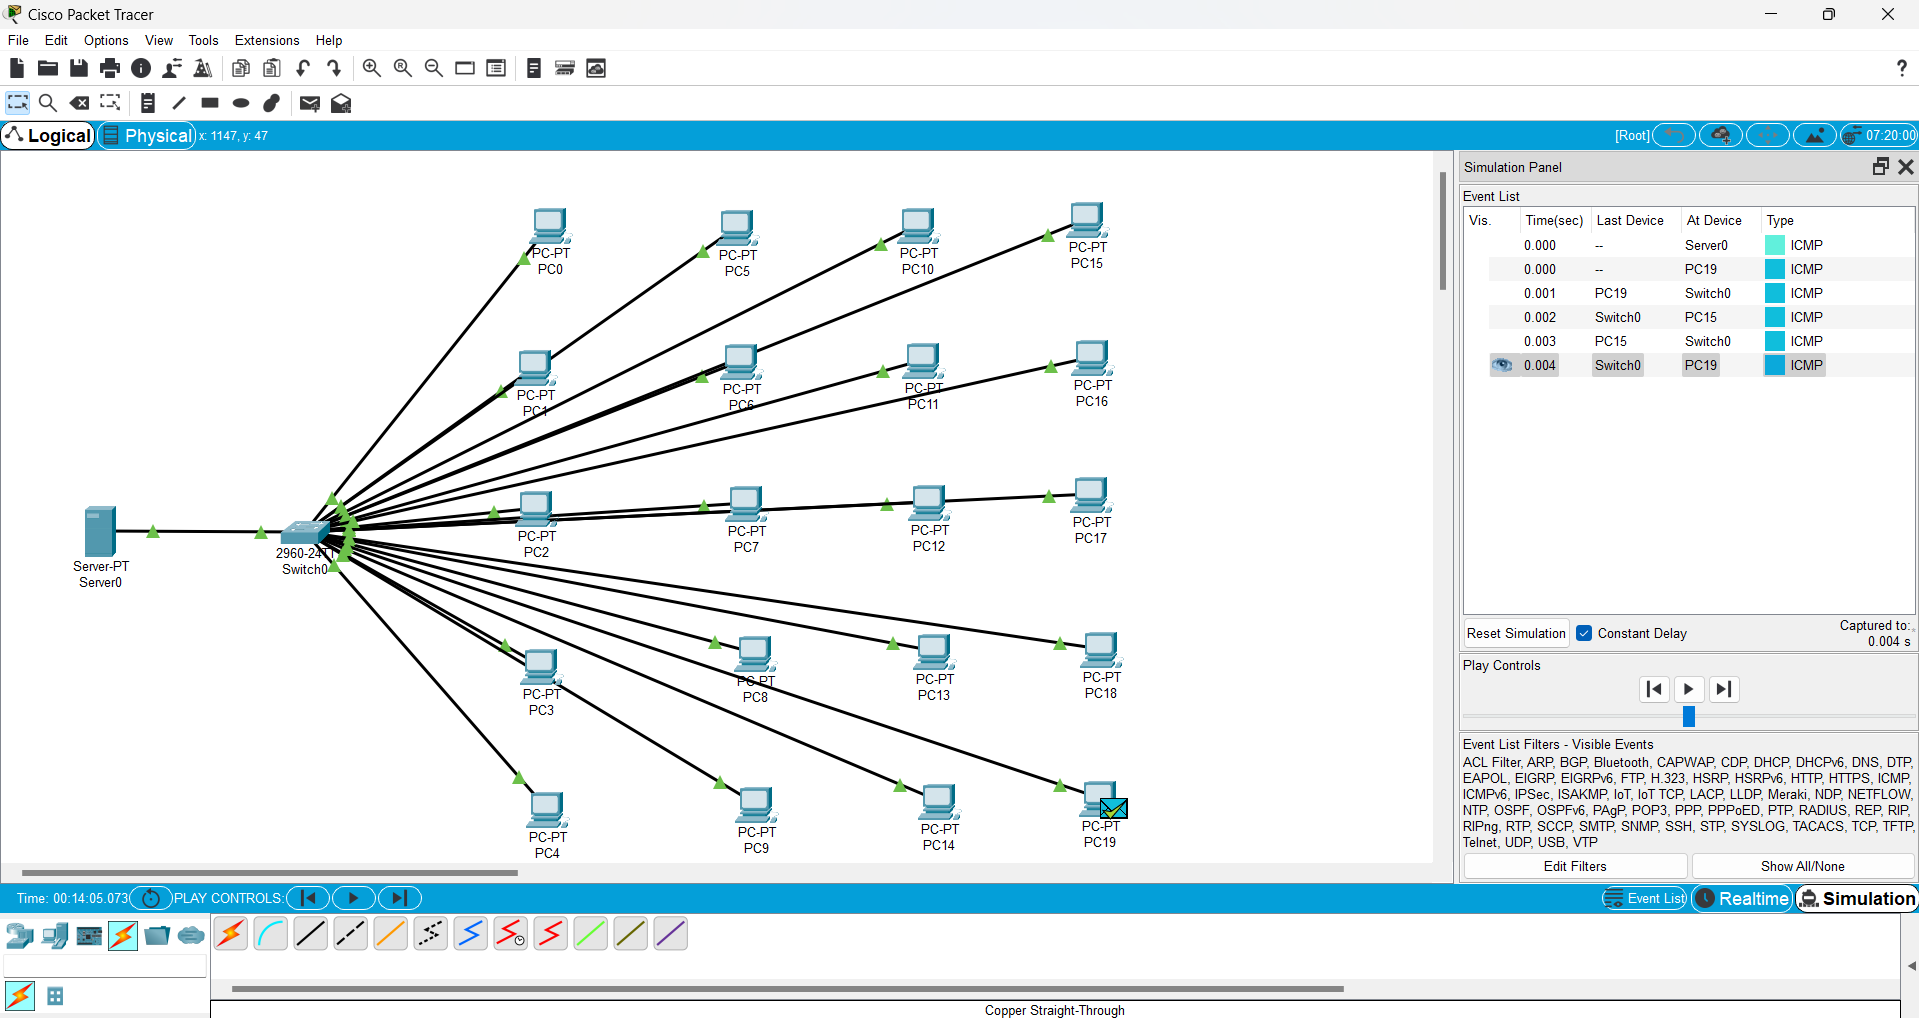 Cisco Packet Tracer
File Edit Options View Tools Extensions Help
Logical Physical x: 1147, y: 47 [Root] 07:20:00
Simulation Panel
Event List
Vis. Time(sec) Last Device At Device Type
0.000 -- Server0 ICMP
0.000 -- PC19 ICMP
0.001 PC19 Switch0 ICMP
0.002 Switch0 PC15 ICMP
0.003 PC15 Switch0 ICMP
0.004 Switch0 PC19 ICMP
Reset Simulation Constant Delay Captured to:
0.004 s
Play Controls
Event List Filters - Visible Events
ACL Filter, ARP, BGP, Bluetooth, CAPWAP, CDP, DHCP, DHCPv6, DNS, DTP,
EAPOL, EIGRP, EIGRPv6, FTP, H.323, HSRP, HSRPv6, HTTP, HTTPS, ICMP,
ICMPv6, IPSec, ISAKMP, IoT, IoT TCP, LACP, LLDP, Meraki, NDP, NETFLOW,
NTP, OSPF, OSPFv6, PAgP, POP3, PPP, PPPoED, PTP, RADIUS, REP, RIP,
RIPng, RTP, SCCP, SMTP, SNMP, SSH, STP, SYSLOG, TACACS, TCP, TFTP,
Telnet, UDP, USB, VTP
Edit Filters Show All/None
PC-PT
PC0
PC-PT
PC5
PC-PT
PC10
PC-PT
PC15
PC-PT
PC1
PC-PT
PC6
PC-PT
PC11
PC-PT
PC16
Server-PT
Server0
2960-24TT
Switch0
PC-PT
PC2
PC-PT
PC7
PC-PT
PC12
PC-PT
PC17
PC-PT
PC3
PC-PT
PC8
PC-PT
PC13
PC-PT
PC18
PC-PT
PC4
PC-PT
PC9
PC-PT
PC14
PC-PT
PC19
Time: 00:14:05.073 PLAY CONTROLS: Event List Realtime Simulation
Copper Straight-Through